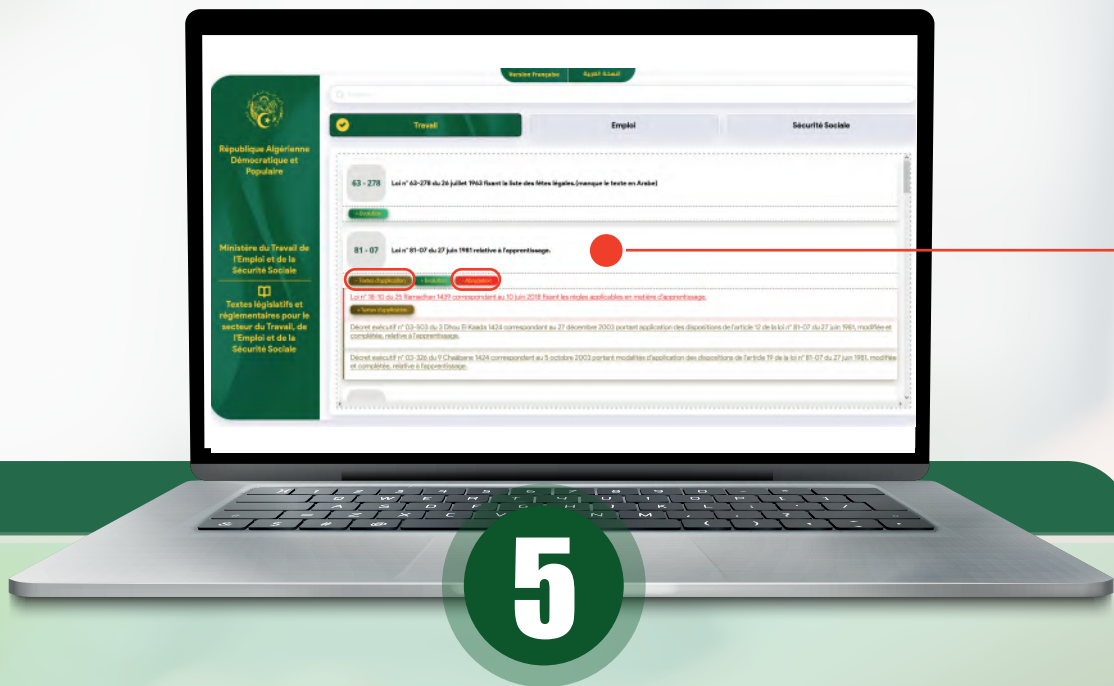 Version Française
النسخة العربية
République Algérienne
Démocratique et
Populaire
Ministère du Travail de
l'Emploi et de la
Sécurité Sociale
Textes législatifs et
réglementaires pour le
secteur du Travail, de
l'Emploi et de la
Sécurité Sociale
Travail
Emploi
Sécurité Sociale
63 - 278
Loi n° 63-278 du 26 juillet 1963 fixant la liste des fêtes légales.(manque le texte en Arabe)
+ Evolution
81 - 07
Loi n° 81-07 du 27 juin 1981 relative à l'apprentissage.
- Textes d'application
+ Evolution
- Abrogation
Loi n° 18-10 du 25 Ramadhan 1439 correspondant au 10 juin 2018 fixant les règles applicables en matière d'apprentissage.
+ Textes d'application
Décret exécutif n° 03-503 du 3 Dhou El-Kaada 1424 correspondant au 27 décembre 2003 portant application des dispositions de l'article 12 de la loi n° 81-07 du 27 juin 1981, modifiée et
complétée, relative à l'apprentissage.
Décret exécutif n° 03-326 du 9 Chaâbane 1424 correspondant au 5 octobre 2003 portant modalités d'application des dispositions de l'article 19 de la loi n° 81-07 du 27 juin 1981, modifiée
et complétée, relative à l'apprentissage.
5